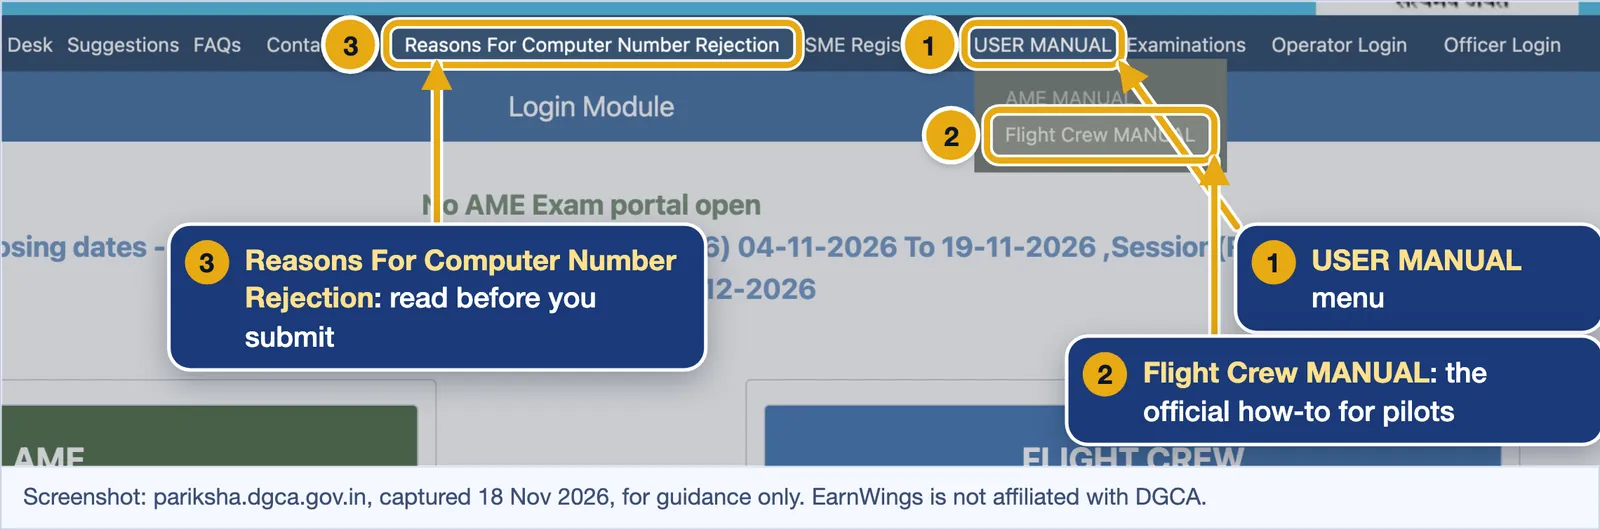 सत्यमेव जयते
Desk Suggestions FAQs Conta 3 Reasons For Computer Number Rejection SME Regis 1 USER MANUAL Examinations Operator Login Officer Login
AME MANUAL
Login Module
2 Flight Crew MANUAL
No AME Exam portal open
osing dates - 6) 04-11-2026 To 19-11-2026 ,Session(
12-2026
3 Reasons For Computer Number
Rejection: read before you
submit
1 USER MANUAL
menu
2 Flight Crew MANUAL: the
official how-to for pilots
AME
FLIGHT CREW
Screenshot: pariksha.dgca.gov.in, captured 18 Nov 2026, for guidance only. EarnWings is not affiliated with DGCA.